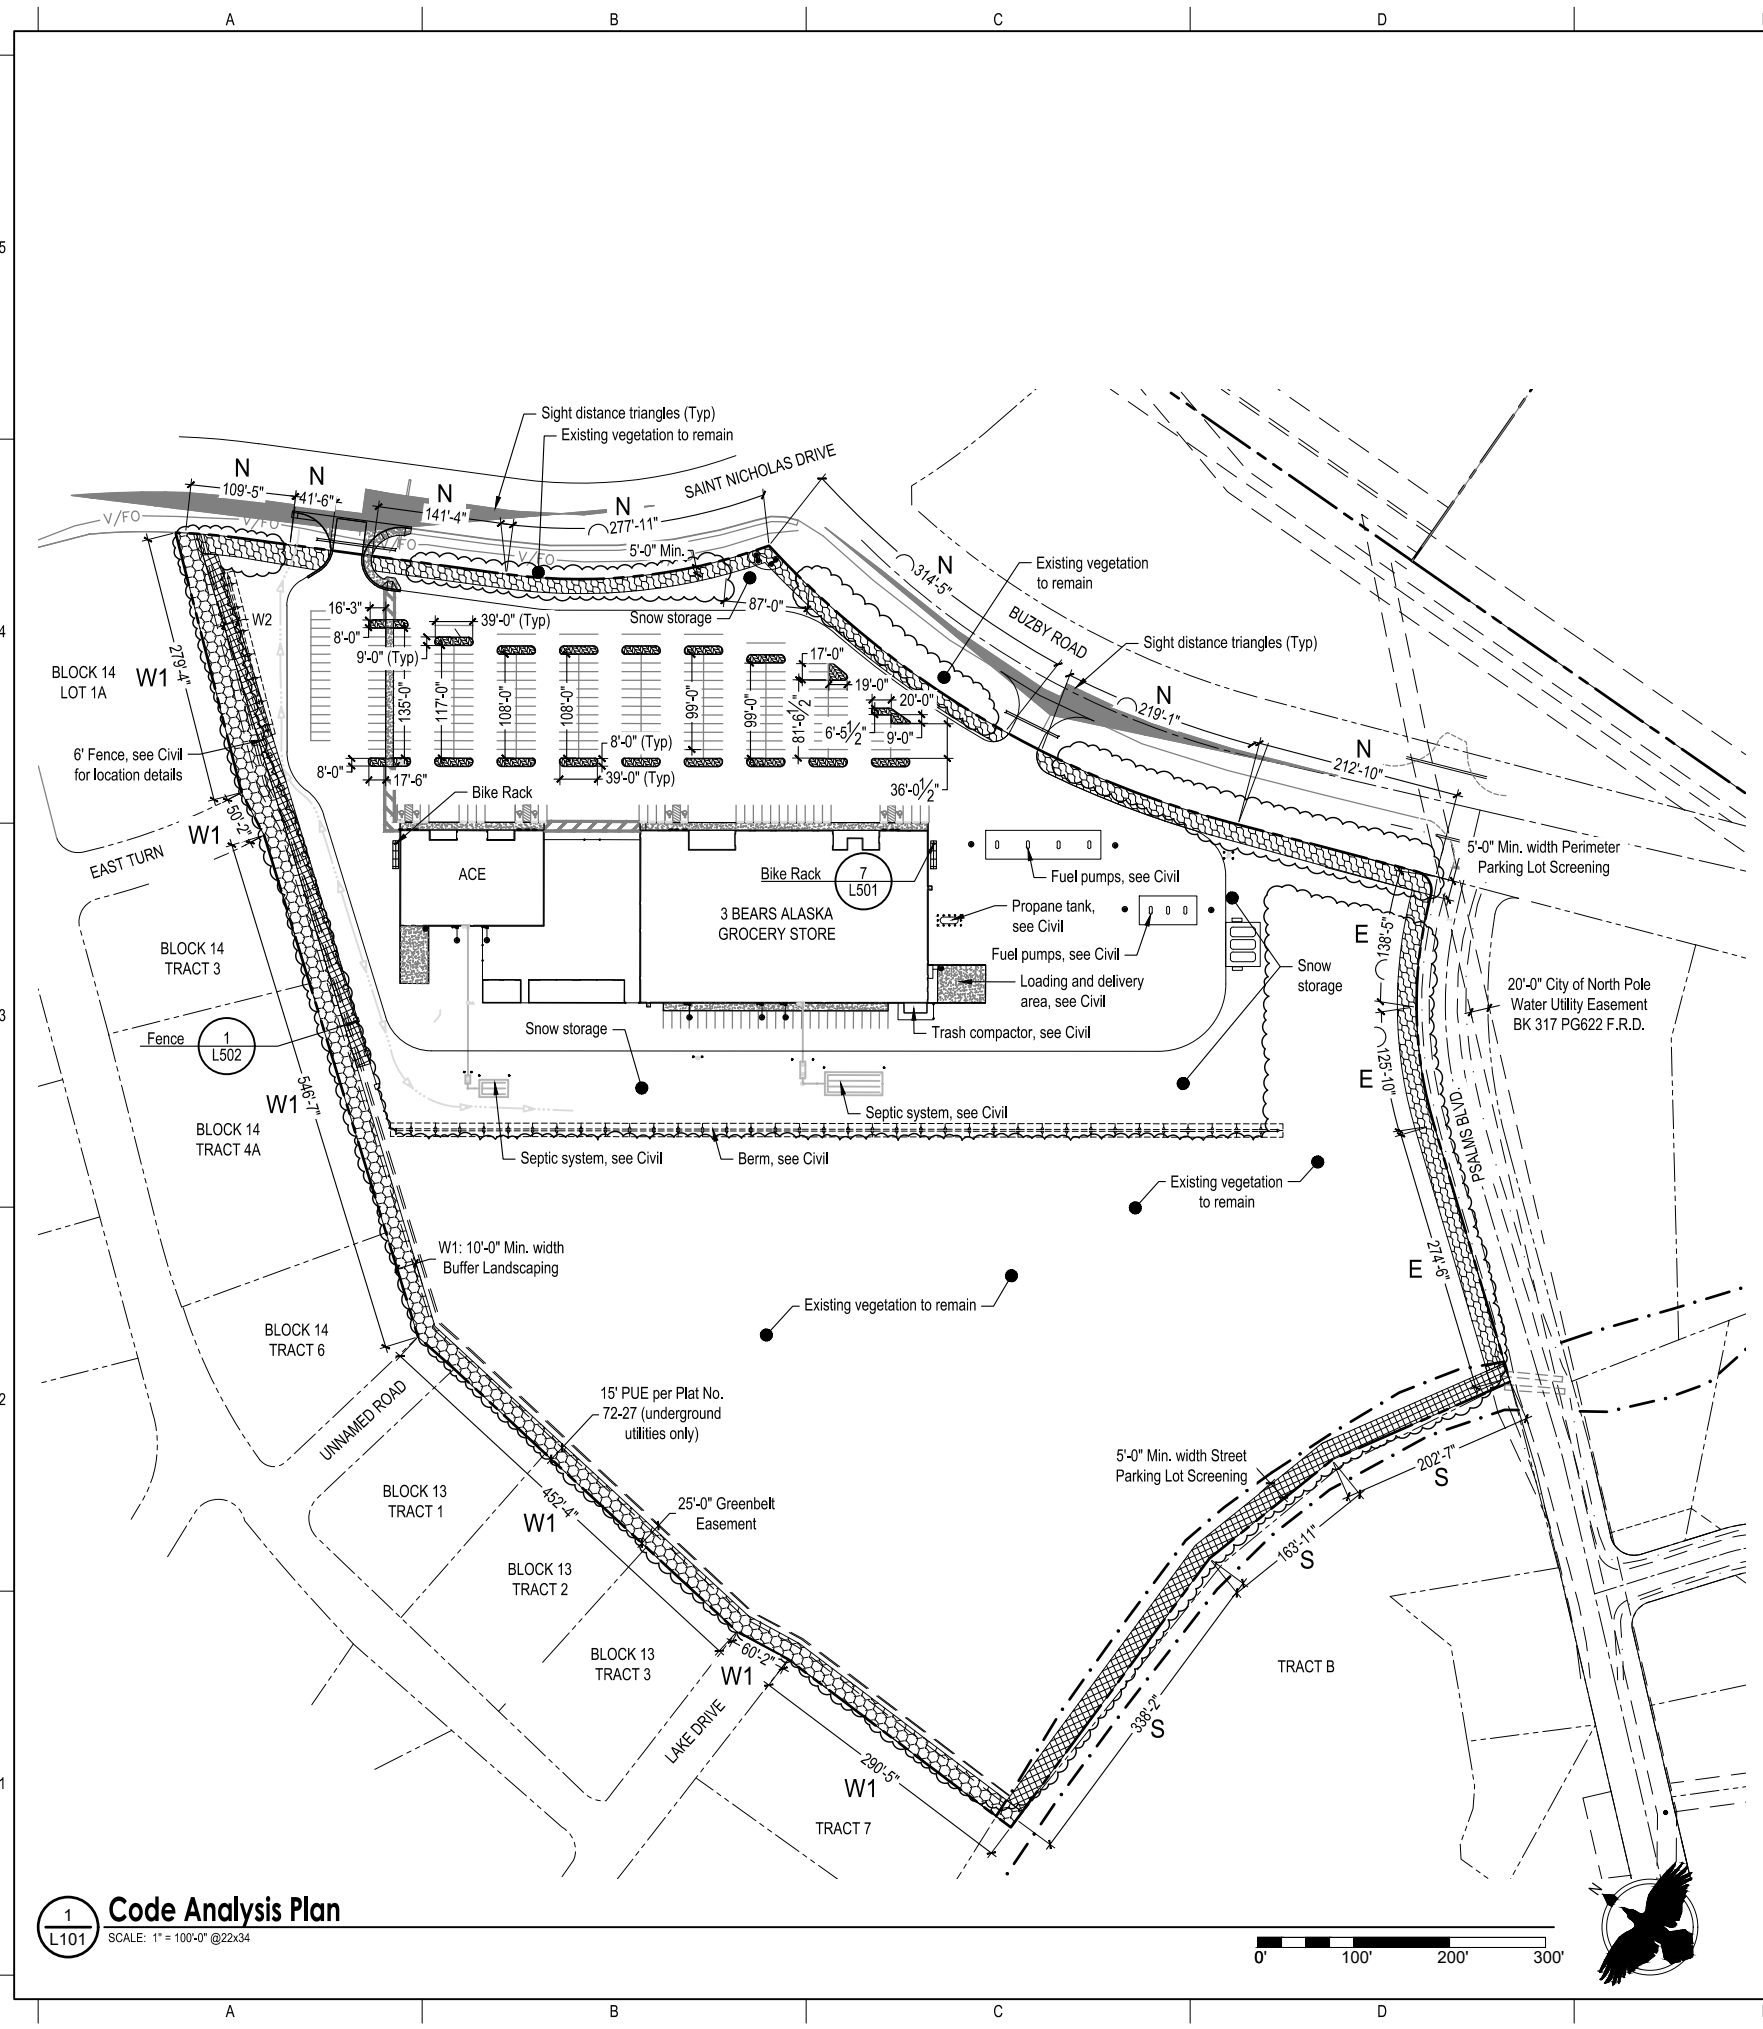 A
B
C
D
5
4
3
2
1
Sight distance triangles (Typ)
Existing vegetation to remain
SAINT NICHOLAS DRIVE
N
109'-5"
N
41'-6"
N
141'-4"
N
277'-11"
V/FO
V/FO
V/FO
5'-0" Min.
N
314'-5"
Existing vegetation
to remain
BUZBY ROAD
Sight distance triangles (Typ)
N
219'-1"
N
212'-10"
87'-0"
Snow storage
16'-3"
8'-0"
9'-0" (Typ)
39'-0" (Typ)
W2
BLOCK 14
LOT 1A
W1
279'-4"
135'-0"
117'-0"
108'-0"
108'-0"
99'-0"
99'-0"
81'-6 1/2"
17'-0"
19'-0"
20'-0"
6'-5 1/2"
9'-0"
36'-0 1/2"
8'-0" (Typ)
39'-0" (Typ)
8'-0"
17'-6"
6' Fence, see Civil
for location details
Bike Rack
50'-2"
W1
EAST TURN
ACE
Bike Rack
7
L501
3 BEARS ALASKA
GROCERY STORE
Fuel pumps, see Civil
Propane tank,
see Civil
Fuel pumps, see Civil
Loading and delivery
area, see Civil
Trash compactor, see Civil
Snow
storage
5'-0" Min. width Perimeter
Parking Lot Screening
E
138'-5"
20'-0" City of North Pole
Water Utility Easement
BK 317 PG622 F.R.D.
E
125'-10"
PSALMS BLVD.
BLOCK 14
TRACT 3
Fence
1
L502
Snow storage
546'-7"
W1
BLOCK 14
TRACT 4A
Septic system, see Civil
Septic system, see Civil
Berm, see Civil
Existing vegetation
to remain
E
274'-6"
W1: 10'-0" Min. width
Buffer Landscaping
Existing vegetation to remain
BLOCK 14
TRACT 6
UNNAMED ROAD
15' PUE per Plat No.
72-27 (underground
utilities only)
BLOCK 13
TRACT 1
452'-4"
W1
25'-0" Greenbelt
Easement
5'-0" Min. width Street
Parking Lot Screening
202'-7"
S
163'-11"
S
BLOCK 13
TRACT 2
BLOCK 13
TRACT 3
60'-2"
W1
LAKE DRIVE
TRACT B
338'-2"
S
290'-5"
W1
TRACT 7
1
L101
Code Analysis Plan
SCALE: 1" = 100'-0" @22x34
0'
100'
200'
300'
N
A
B
C
D